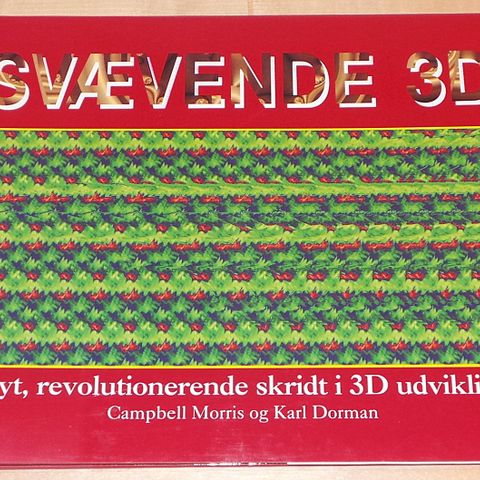 SVÆVENDE 3D
yt, revolutionerende skridt i 3D udvikli
Campbell Morris og Karl Dorman